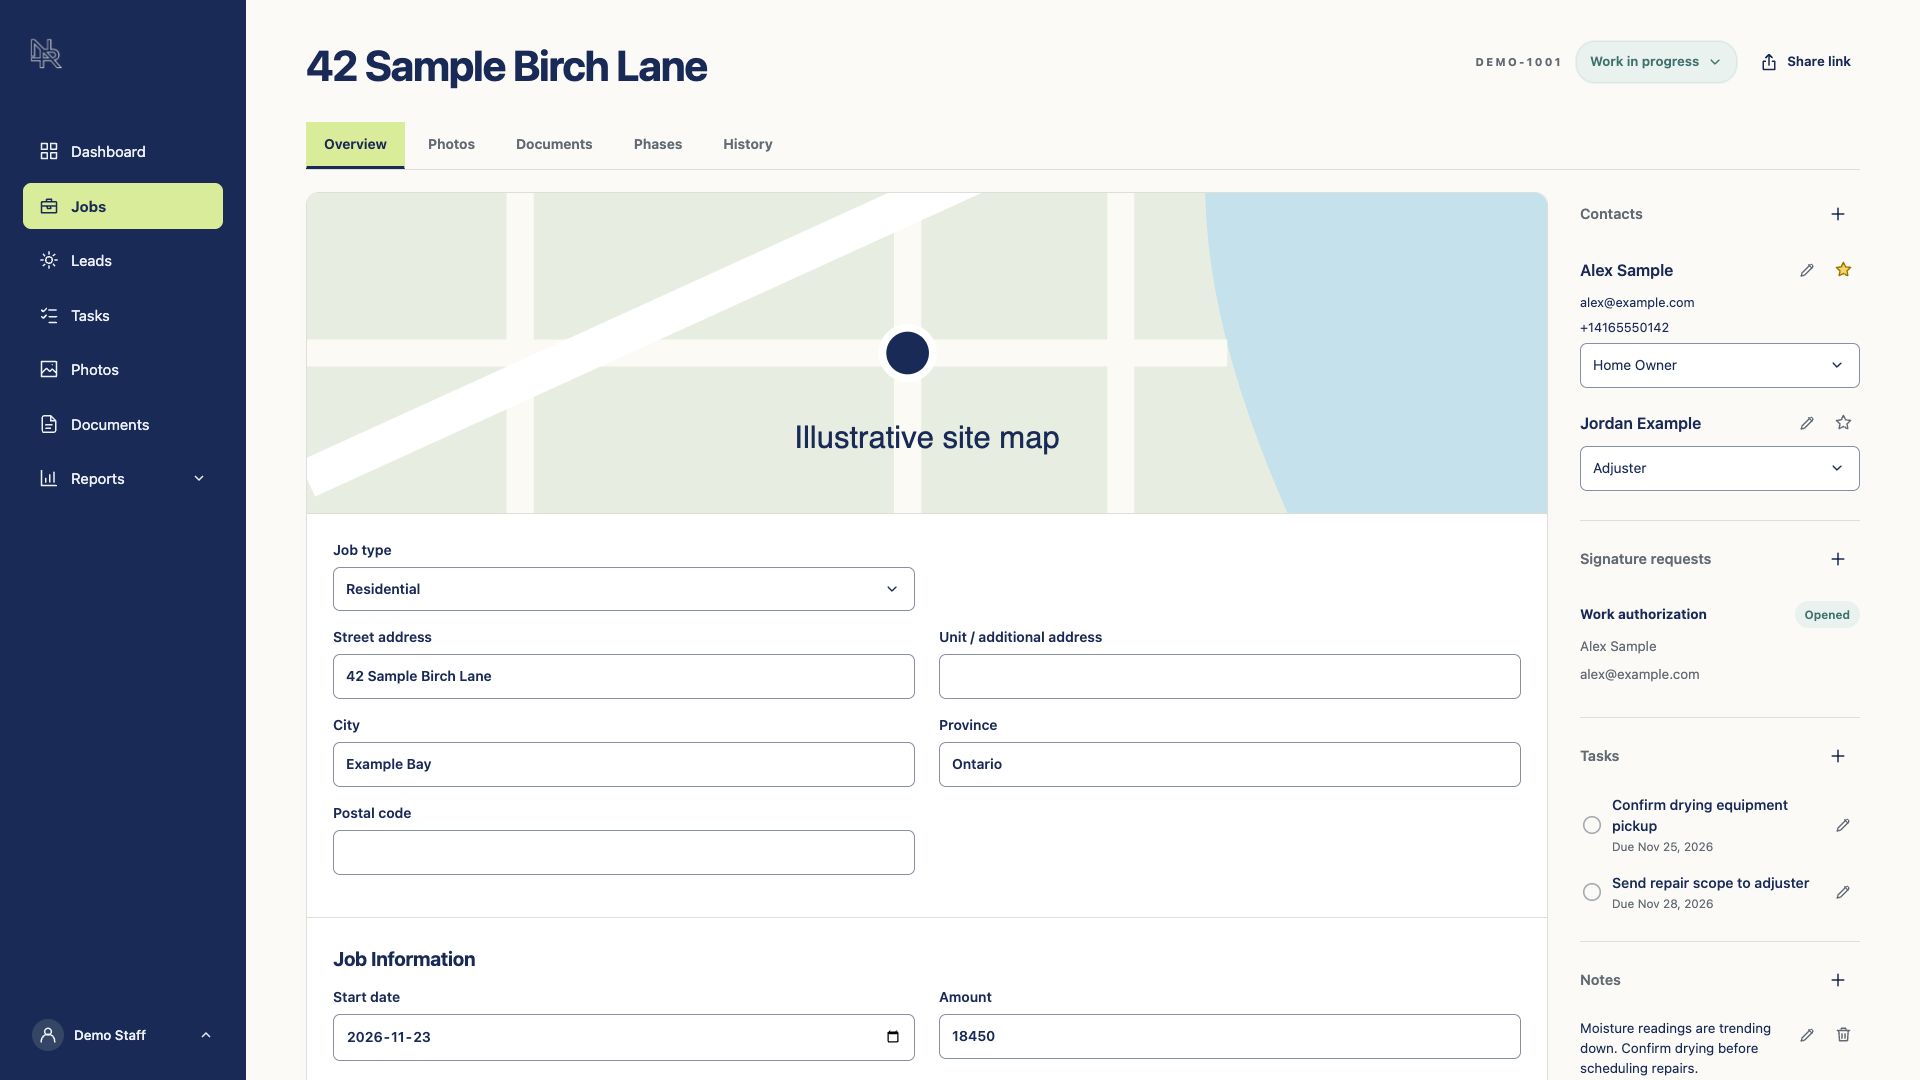 NR
Dashboard
Jobs
Leads
Tasks
Photos
Documents
Reports
Demo Staff
42 Sample Birch Lane
DEMO-1001
Work in progress
Share link
Overview
Photos
Documents
Phases
History
Illustrative site map
Job type
Residential
Street address
42 Sample Birch Lane
Unit / additional address
City
Example Bay
Province
Ontario
Postal code
Job Information
Start date
2026-11-23
Amount
18450
Contacts
Alex Sample
alex@example.com
+14165550142
Home Owner
Jordan Example
Adjuster
Signature requests
Work authorization
Opened
Alex Sample
alex@example.com
Tasks
Confirm drying equipment
pickup
Due Nov 25, 2026
Send repair scope to adjuster
Due Nov 28, 2026
Notes
Moisture readings are trending
down. Confirm drying before
scheduling repairs.